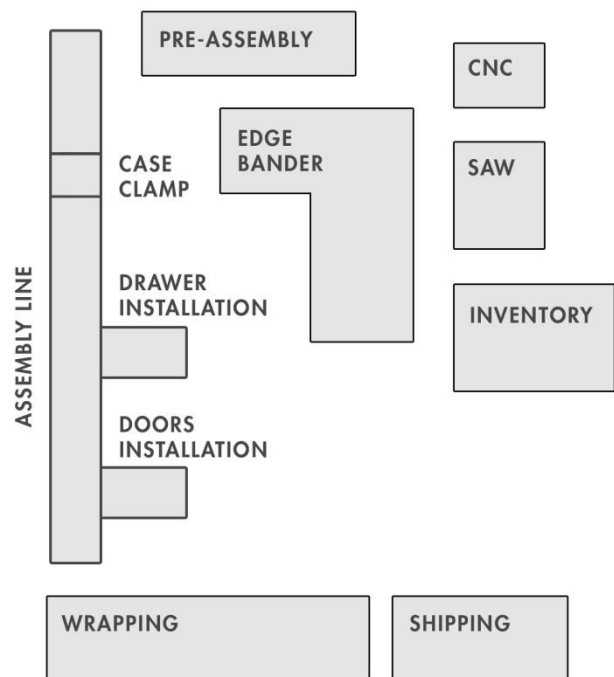 PRE-ASSEMBLY
CNC
EDGE
BANDER
CASE
CLAMP
SAW
ASSEMBLY LINE
DRAWER
INSTALLATION
INVENTORY
DOORS
INSTALLATION
WRAPPING
SHIPPING